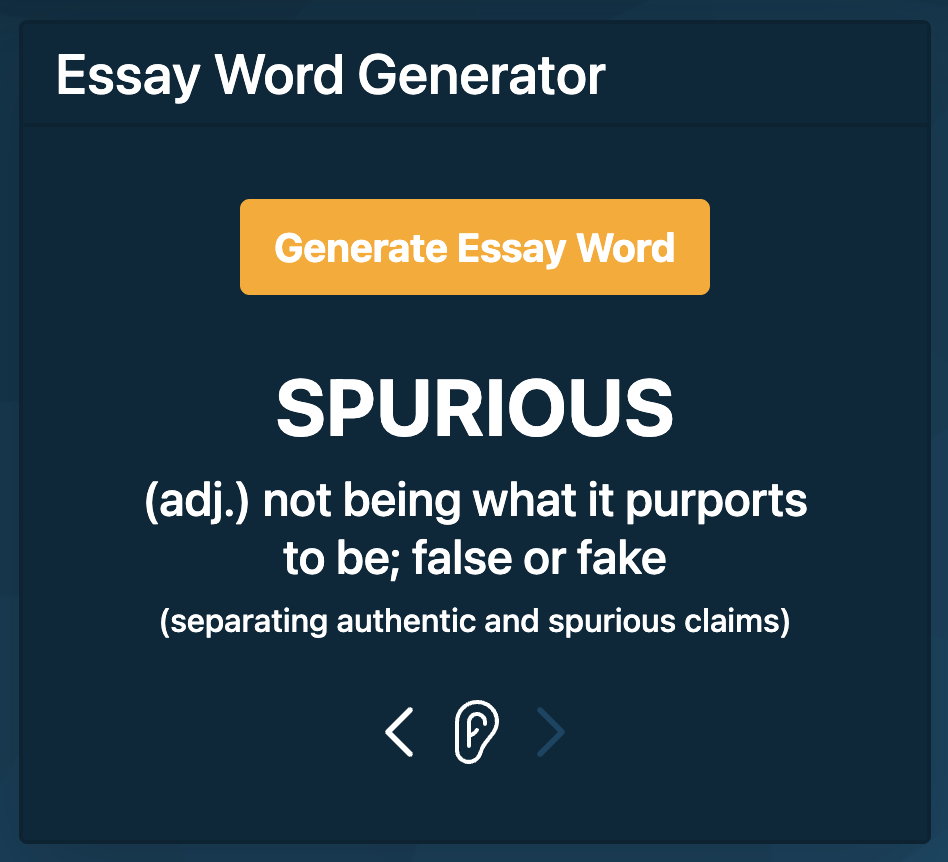 Essay Word Generator
Generate Essay Word
SPURIOUS
(adj.) not being what it purports
to be; false or fake
(separating authentic and spurious claims)